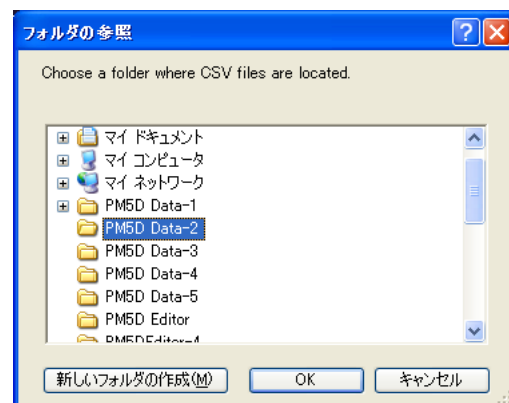 フォルダの参照
Choose a folder where CSV files are located.
マイ ドキュメント
マイ コンピュータ
マイ ネットワーク
PM5D Data-1
PM5D Data-2
PM5D Data-3
PM5D Data-4
PM5D Data-5
PM5D Editor
PM5DEditor-4
新しいフォルダの作成(M) OK キャンセル